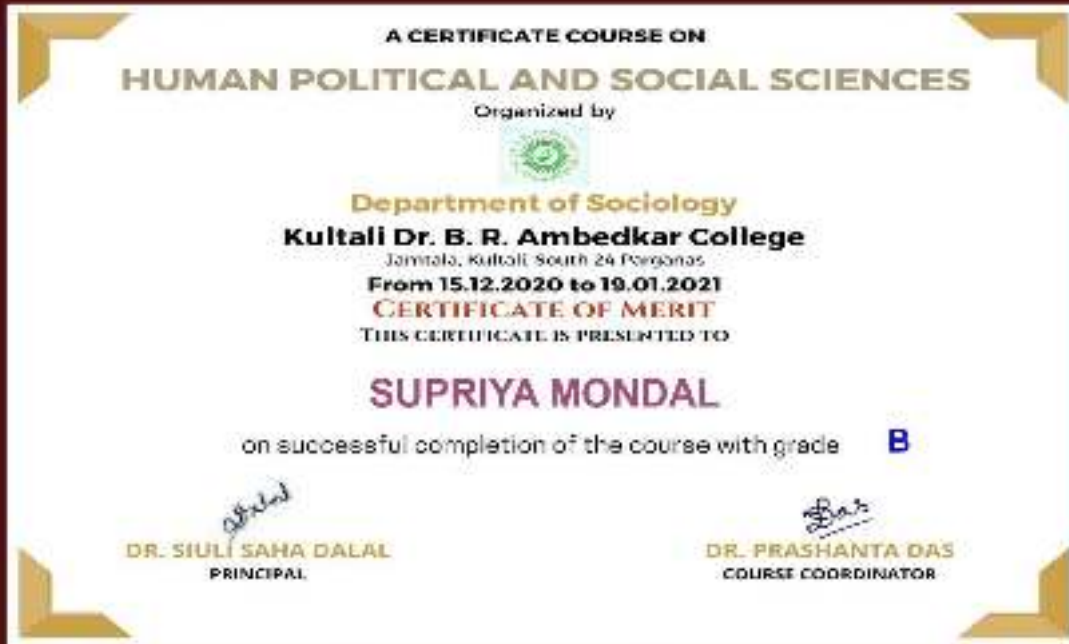 A CERTIFICATE COURSE ON
HUMAN POLITICAL AND SOCIAL SCIENCES
Organized by
Department of Sociology
Kultali Dr. B. R. Ambedkar College
Jamtala, Kultali, South 24 Parganas
From 15.12.2020 to 19.01.2021
CERTIFICATE OF MERIT
THIS CERTIFICATE IS PRESENTED TO
SUPRIYA MONDAL
on successful completion of the course with grade B
Das
DR. SIULI SAHA DALAL
DR. PRASHANTA DAS
PRINCIPAL
COURSE COORDINATOR